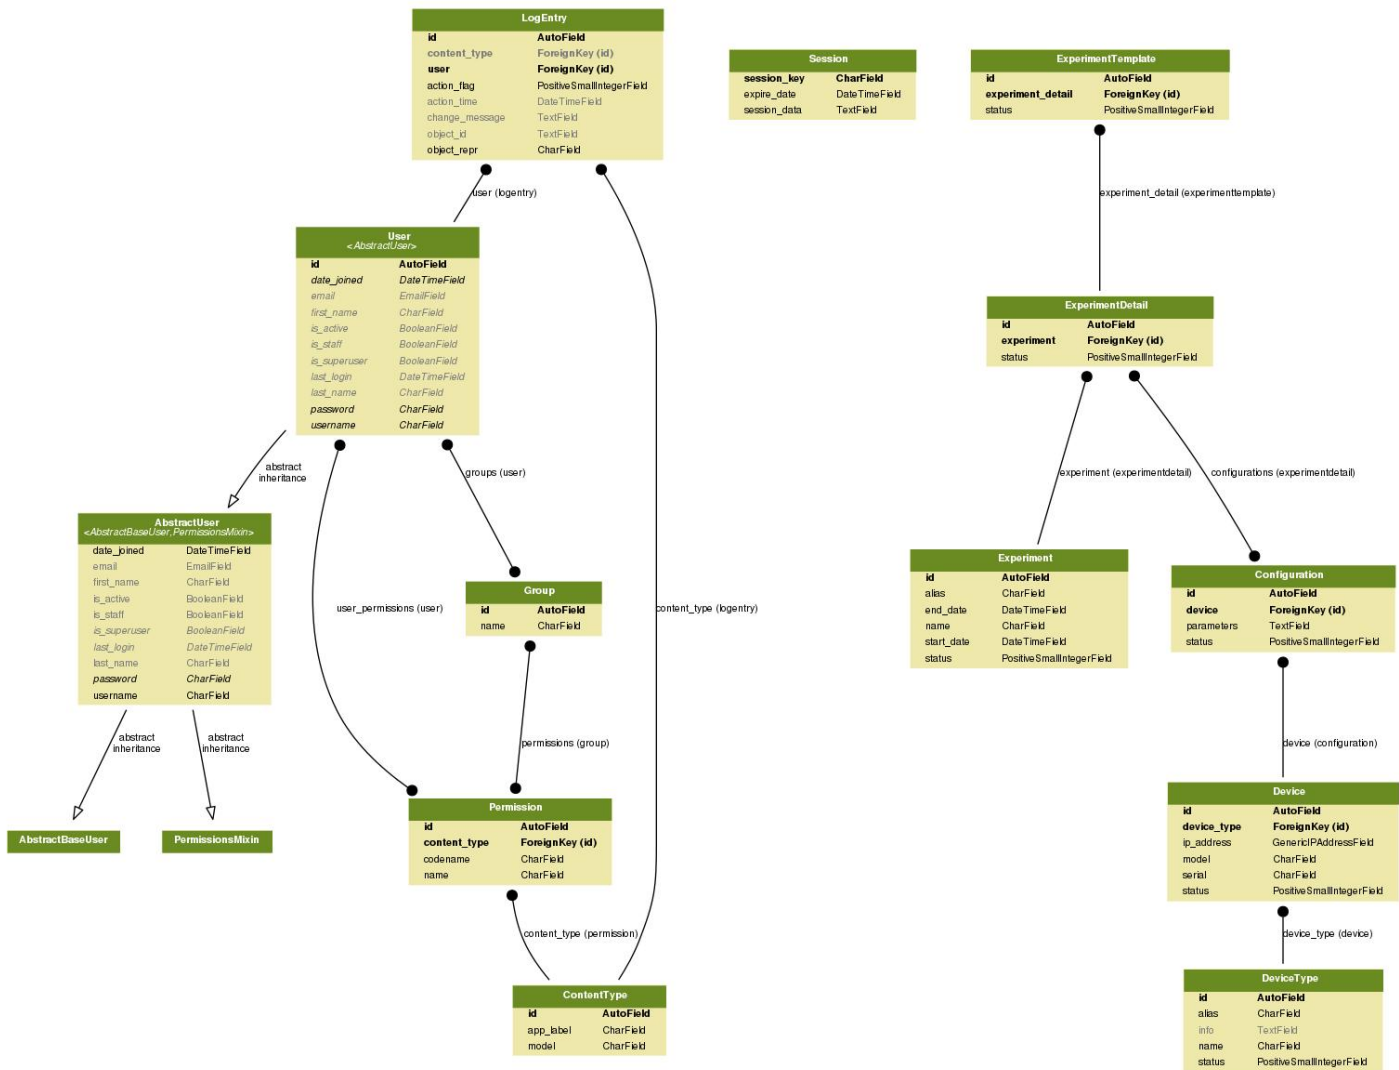 LogEntry
id AutoField
content_type ForeignKey (id)
user ForeignKey (id)
action_flag PositiveSmallIntegerField
action_time DateTimeField
change_message TextField
object_id TextField
object_repr CharField
Session
session_key CharField
expire_date DateTimeField
session_data TextField
ExperimentTemplate
id AutoField
experiment_detail ForeignKey (id)
status PositiveSmallIntegerField
user (logentry)
experiment_detail (experimenttemplate)
User
<AbstractUser>
id AutoField
date_joined DateTimeField
email EmailField
first_name CharField
is_active BooleanField
is_staff BooleanField
is_superuser BooleanField
last_login DateTimeField
last_name CharField
password CharField
username CharField
ExperimentDetail
id AutoField
experiment ForeignKey (id)
status PositiveSmallIntegerField
abstract
inheritance
groups (user)
experiment (experimentdetail)
configurations (experimentdetail)
AbstractUser
<AbstractBaseUser,PermissionsMixin>
date_joined DateTimeField
email EmailField
first_name CharField
is_active BooleanField
is_staff BooleanField
is_superuser BooleanField
last_login DateTimeField
last_name CharField
password CharField
username CharField
user_permissions (user)
Group
id AutoField
name CharField
content_type (logentry)
Experiment
id AutoField
alias CharField
end_date DateTimeField
name CharField
start_date DateTimeField
status PositiveSmallIntegerField
Configuration
id AutoField
device ForeignKey (id)
parameters TextField
status PositiveSmallIntegerField
abstract
inheritance
abstract
inheritance
permissions (group)
device (configuration)
AbstractBaseUser
PermissionsMixin
Permission
id AutoField
content_type ForeignKey (id)
codename CharField
name CharField
Device
id AutoField
device_type ForeignKey (id)
ip_address GenericIPAddressField
model CharField
serial CharField
status PositiveSmallIntegerField
content_type (permission)
device_type (device)
ContentType
id AutoField
app_label CharField
model CharField
DeviceType
id AutoField
alias CharField
info TextField
name CharField
status PositiveSmallIntegerField